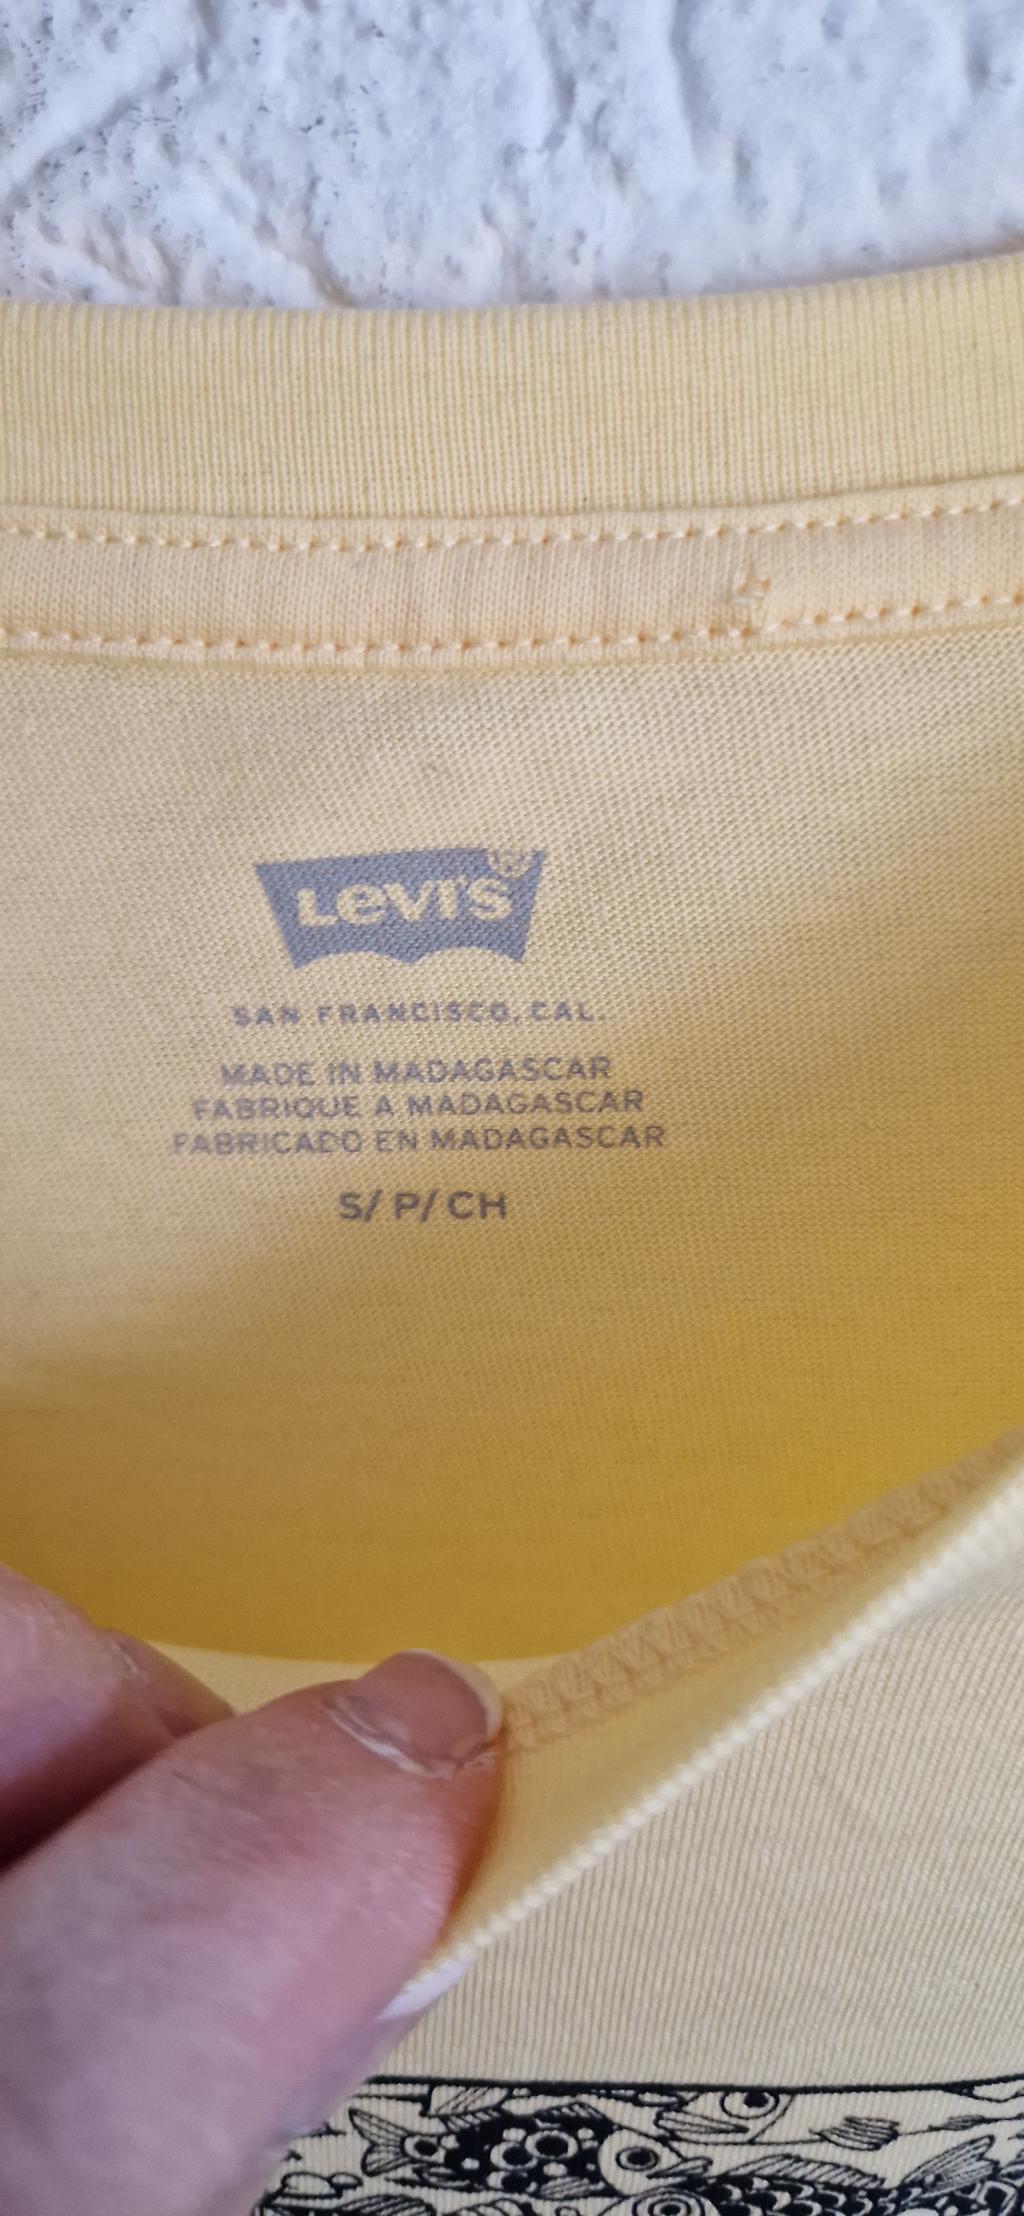 Levi's
SAN FRANCISCO, CAL.
MADE IN MADAGASCAR
FABRIQUE A MADAGASCAR
FABRICADO EN MADAGASCAR
S/ P/ CH